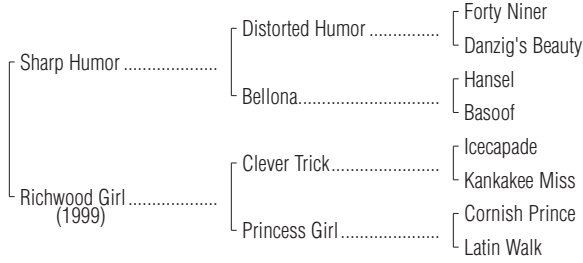 Forty Niner
Distorted Humor ................
Danzig's Beauty
Sharp Humor ....................
Hansel
Bellona..............................
Basoof
Icecapade
Clever Trick.......................
Kankakee Miss
Richwood Girl...................
(1999)
Cornish Prince
Princess Girl.....................
Latin Walk